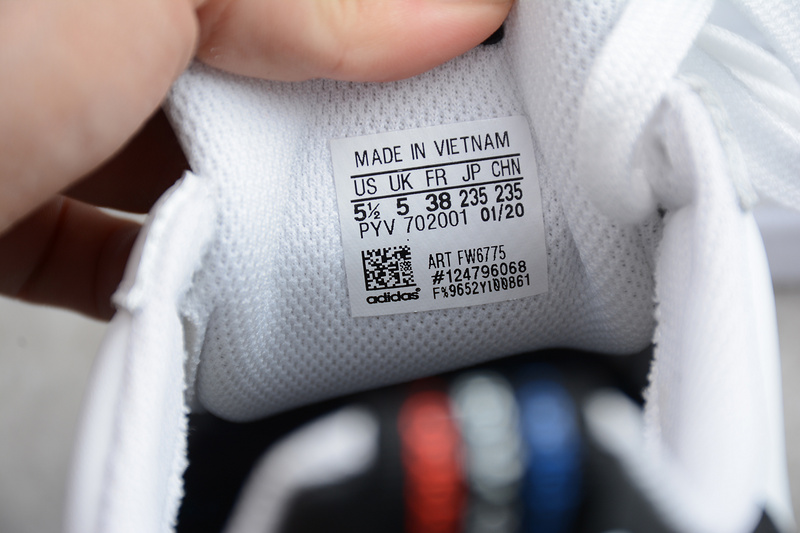 MADE IN VIETNAM
US UK FR JP CHN
5½ 5 38 235 235
PYV 702001 01/20
ART FW6775
#124796068
F%9652Y100861
adidas